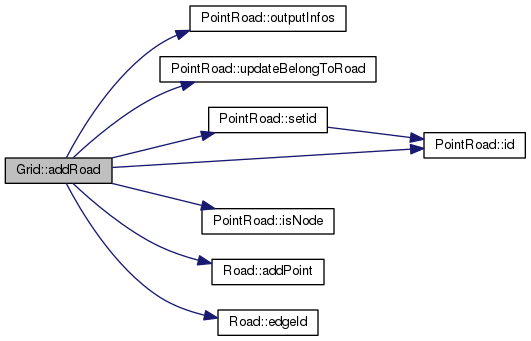 PointRoad::outputInfos
PointRoad::updateBelongToRoad
PointRoad::setid
PointRoad::id
Grid::addRoad
PointRoad::isNode
Road::addPoint
Road::edgeId